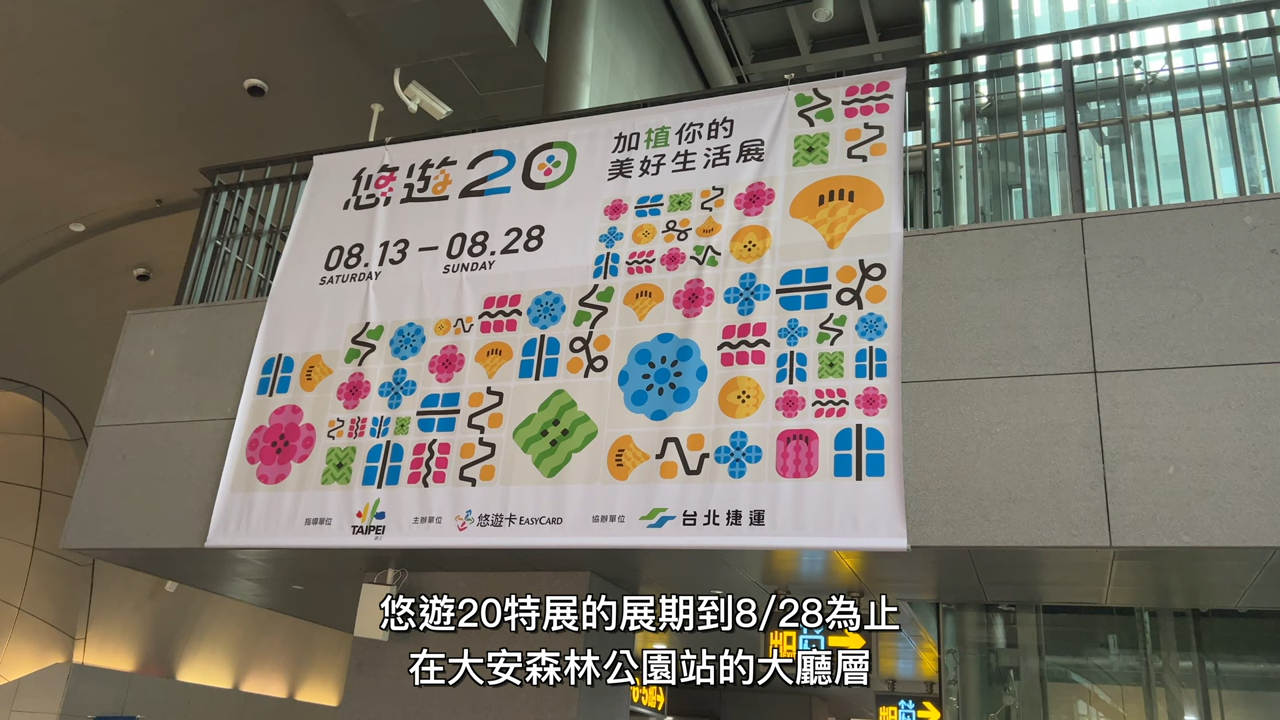 悠遊20
加植你的
美好生活展
08.13 – 08.28
SATURDAY
SUNDAY
指導單位
TAIPEI
主辦單位
悠遊卡 EASYCARD
協辦單位
台北捷運
悠遊20特展的展期到8/28為止
在大安森林公園站的大廳層